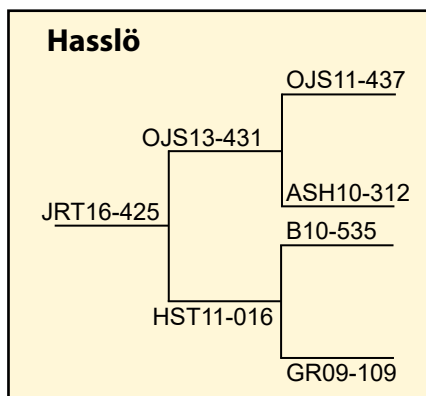 Hasslö
OJS11-437
OJS13-431
ASH10-312
JRT16-425
B10-535
HST11-016
GR09-109